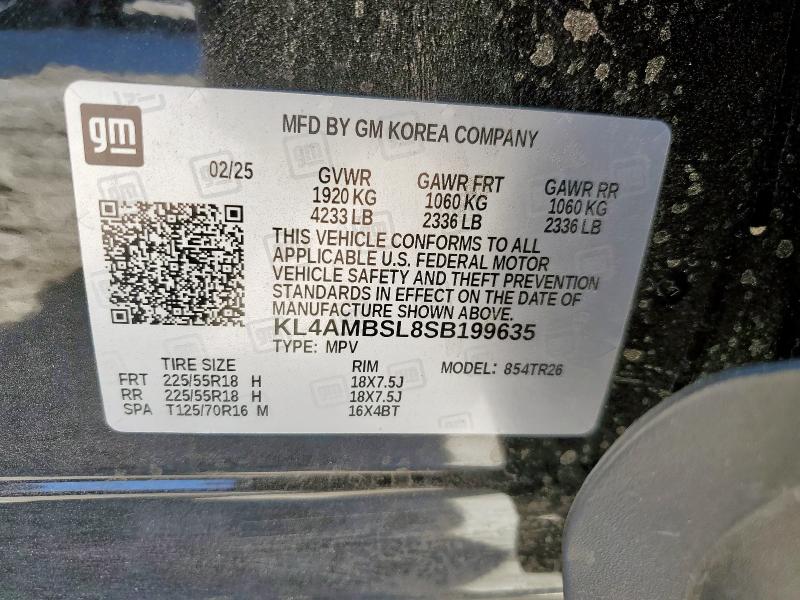 gm
MFD BY GM KOREA COMPANY
02/25 GVWR GAWR FRT GAWR RR
1920 KG 1060 KG 1060 KG
4233 LB 2336 LB 2336 LB
THIS VEHICLE CONFORMS TO ALL
APPLICABLE U.S. FEDERAL MOTOR
VEHICLE SAFETY AND THEFT PREVENTION
STANDARDS IN EFFECT ON THE DATE OF
MANUFACTURE SHOWN ABOVE.
KL4AMBSL8SB199635
TYPE: MPV
TIRE SIZE RIM MODEL: 854TR26
FRT 225/55R18 H 18X7.5J
RR 225/55R18 H 18X7.5J
SPA T125/70R16 M 16X4BT